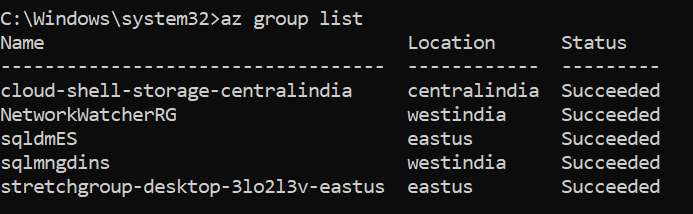 C:\Windows\system32>az group list
Name Location Status
---------------------------------- ------------ ---------
cloud-shell-storage-centralindia centralindia Succeeded
NetworkWatcherRG westindia Succeeded
sqldmES eastus Succeeded
sqlmngdins westindia Succeeded
stretchgroup-desktop-3lo2l3v-eastus eastus Succeeded